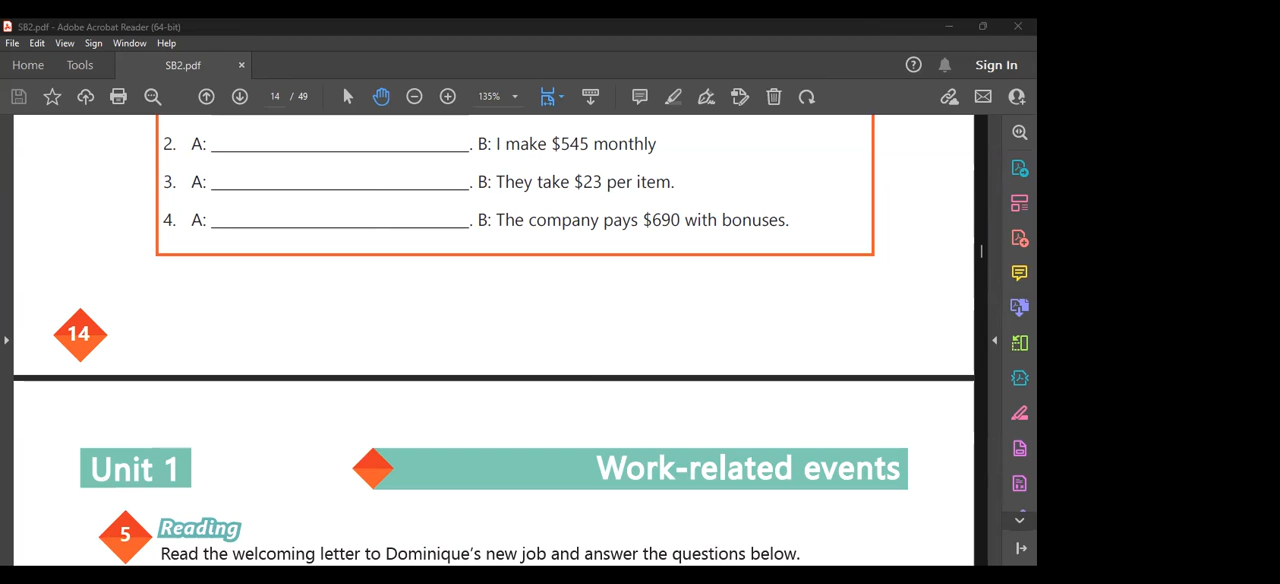 SB2.pdf - Adobe Acrobat Reader (64-bit)
File Edit View Sign Window Help
Home Tools SB2.pdf × Sign In
14 / 49 135%
2. A: ______________________________. B: I make $545 monthly
3. A: ______________________________. B: They take $23 per item.
4. A: ______________________________. B: The company pays $690 with bonuses.
14
Unit 1 Work-related events
5 Reading
Read the welcoming letter to Dominique's new job and answer the questions below.